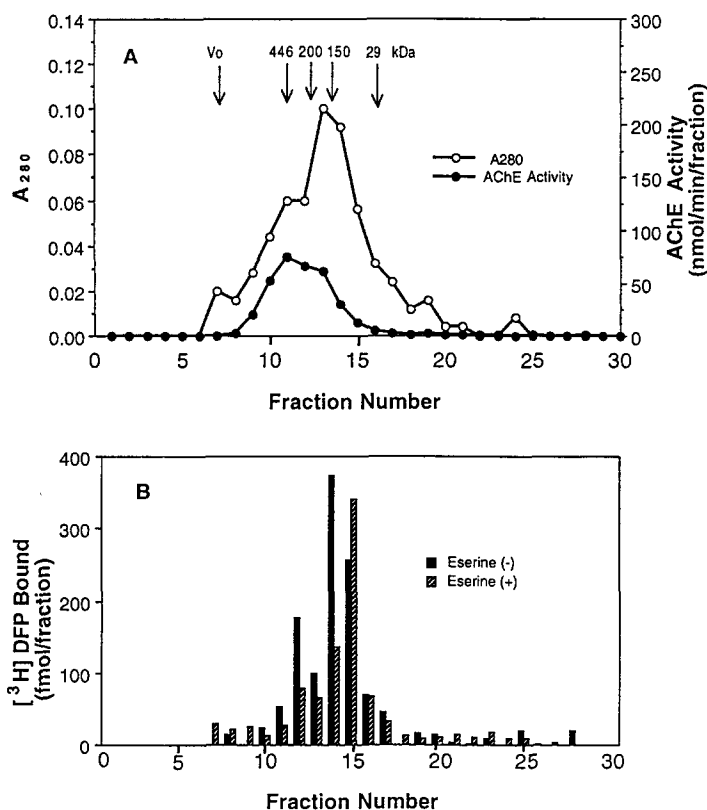 0.14
0.12
0.10
0.08
0.06
0.04
0.02
0.00
A280
A
Vo 446 200 150 29 kDa
A280
AChE Activity
300
250
200
150
100
50
0
AChE Activity
(nmol/min/fraction)
0 5 10 15 20 25 30
Fraction Number
400
300
200
100
0
[3H] DFP Bound
(fmol/fraction)
B
Eserine (-)
Eserine (+)
0 5 10 15 20 25 30
Fraction Number